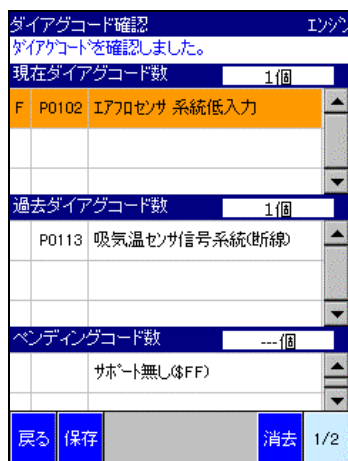 ダイアグコード確認 エンジン
ダイアグコードを確認しました。
現在ダイアグコード数 1個
F P0102 エアフロセンサ 系統低入力
過去ダイアグコード数 1個
P0113 吸気温センサ信号系統(断線)
ペンディングコード数 ---個
サポート無し($FF)
戻る 保存 消去 1/2